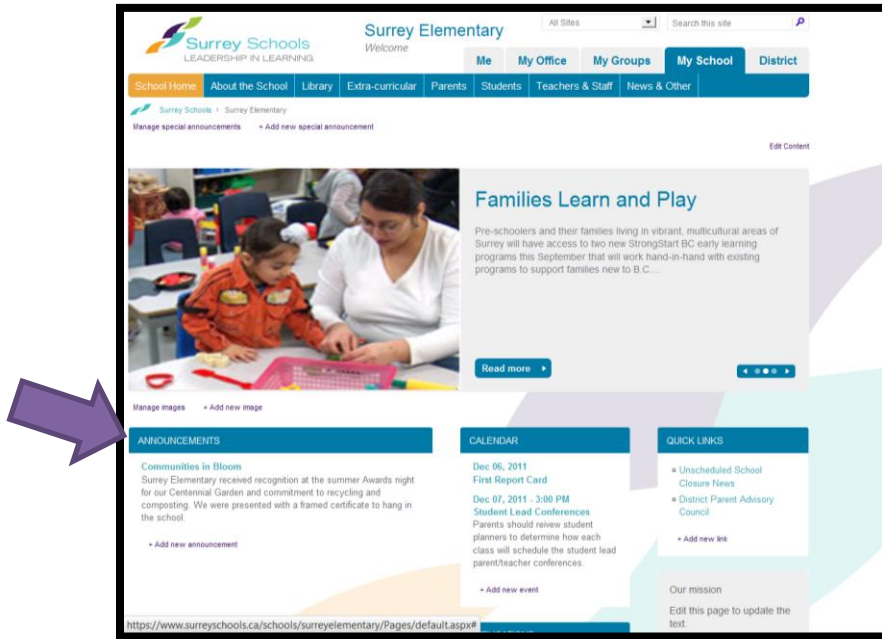 Surrey Schools
LEADERSHIP IN LEARNING
Surrey Elementary
Welcome
All Sites
Search this site
Me My Office My Groups My School District
School Home About the School Library Extra-curricular Parents Students Teachers & Staff News & Other
Surrey Schools › Surrey Elementary
Manage special announcements + Add new special announcement
Edit Content
Families Learn and Play
Pre-schoolers and their families living in vibrant, multicultural areas of
Surrey will have access to two new StrongStart BC early learning
programs this September that will work hand-in-hand with existing
programs to support families new to B.C....
Read more
Manage images + Add new image
ANNOUNCEMENTS
Communities in Bloom
Surrey Elementary received recognition at the summer Awards night
for our Centennial Garden and commitment to recycling and
composting. We were presented with a framed certificate to hang in
the school.
+ Add new announcement
CALENDAR
Dec 06, 2011
First Report Card
Dec 07, 2011 - 3:00 PM
Student Lead Conferences
Parents should reivew student
planners to determine how each
class will schedule the student lead
parent/teacher conferences.
+ Add new event
QUICK LINKS
Unscheduled School
Closure News
District Parent Advisory
Council
+ Add new link
Our mission
Edit this page to update the
text.
https://www.surreyschools.ca/schools/surreyelementary/Pages/default.aspx#